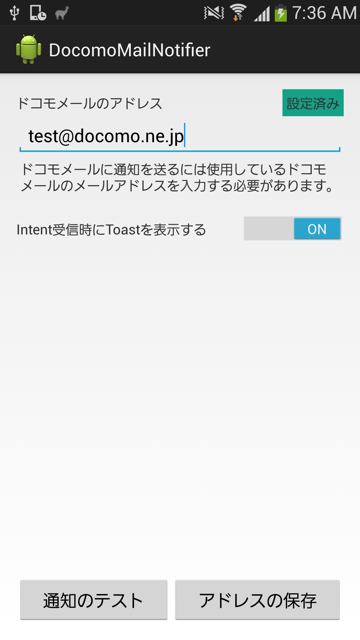 7:36 AM
DocomoMailNotifier
ドコモメールのアドレス 設定済み
test@docomo.ne.jp
ドコモメールに通知を送るには使用しているドコモ
メールのメールアドレスを入力する必要があります。
Intent受信時にToastを表示する ON
通知のテスト アドレスの保存